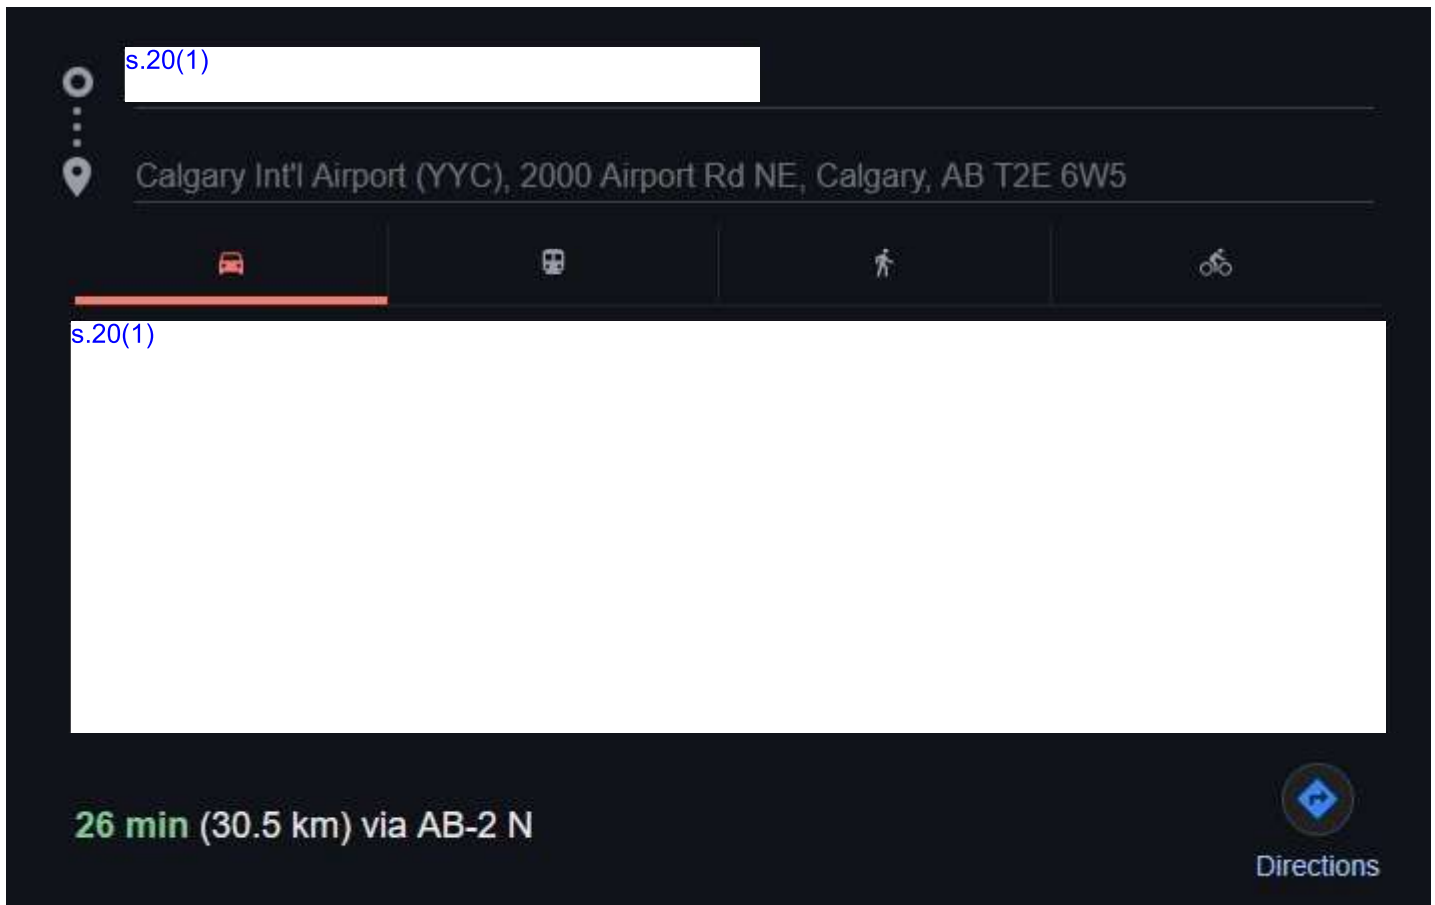 s.20(1)
Calgary Int'l Airport (YYC), 2000 Airport Rd NE, Calgary, AB T2E 6W5
s.20(1)
26 min (30.5 km) via AB-2 N
Directions